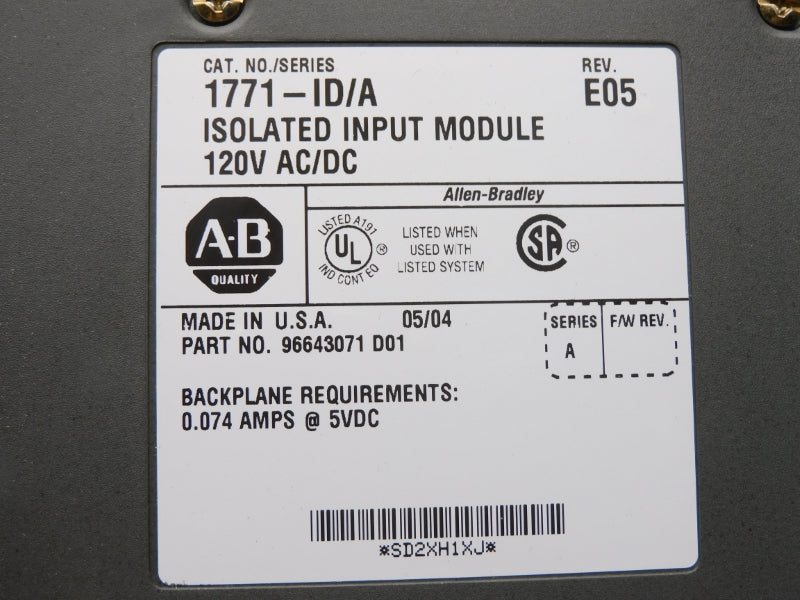 CAT. NO./SERIES REV.
1771-ID/A E05
ISOLATED INPUT MODULE
120V AC/DC
Allen-Bradley
A-B
QUALITY
LISTED A191
UL ®
IND CONT EQ
LISTED WHEN
USED WITH
LISTED SYSTEM
SA ®
MADE IN U.S.A. 05/04
PART NO. 96643071 D01
SERIES F/W REV.
A
BACKPLANE REQUIREMENTS:
0.074 AMPS @ 5VDC
*SD2XH1XJ*